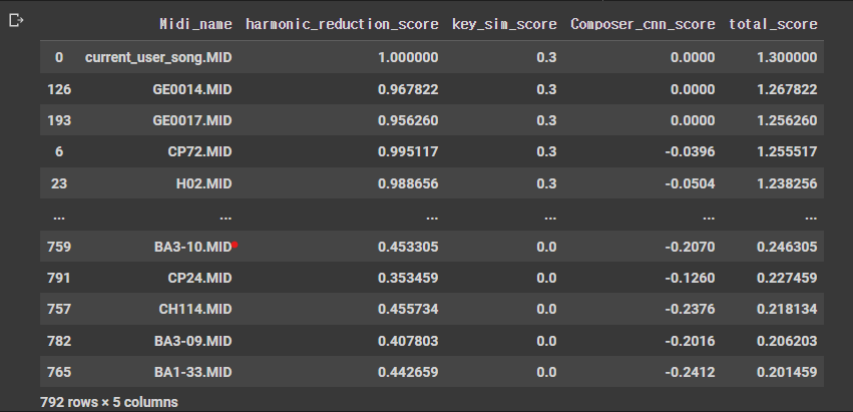 Midi_name harmonic_reduction_score key_sim_score Composer_cnn_score total_score
0 current_user_song.MID 1.000000 0.3 0.0000 1.300000
126 GE0014.MID 0.967822 0.3 0.0000 1.267822
193 GE0017.MID 0.956260 0.3 0.0000 1.256260
6 CP72.MID 0.995117 0.3 -0.0396 1.255517
23 H02.MID 0.988656 0.3 -0.0504 1.238256
... ... ... ... ... ...
759 BA3-10.MID 0.453305 0.0 -0.2070 0.246305
791 CP24.MID 0.353459 0.0 -0.1260 0.227459
757 CH114.MID 0.455734 0.0 -0.2376 0.218134
782 BA3-09.MID 0.407803 0.0 -0.2016 0.206203
765 BA1-33.MID 0.442659 0.0 -0.2412 0.201459
792 rows × 5 columns